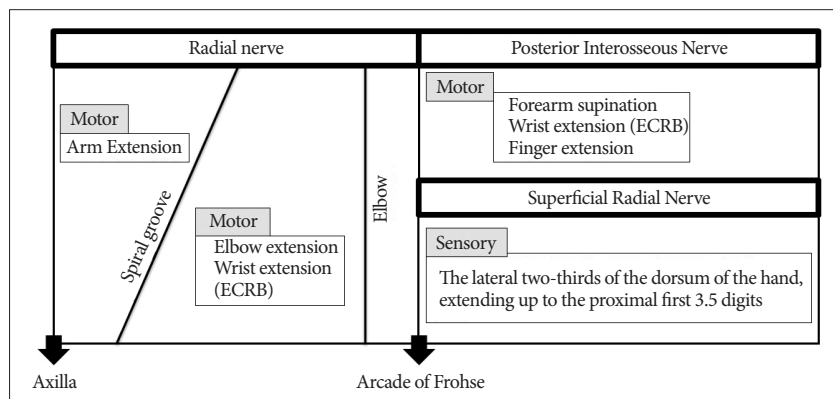 Radial nerve
Posterior Interosseous Nerve
Motor
Arm Extension
Spiral groove
Motor
Elbow extension
Wrist extension
(ECRB)
Elbow
Motor
Forearm supination
Wrist extension (ECRB)
Finger extension
Superficial Radial Nerve
Sensory
The lateral two-thirds of the dorsum of the hand,
extending up to the proximal first 3.5 digits
Axilla
Arcade of Frohse